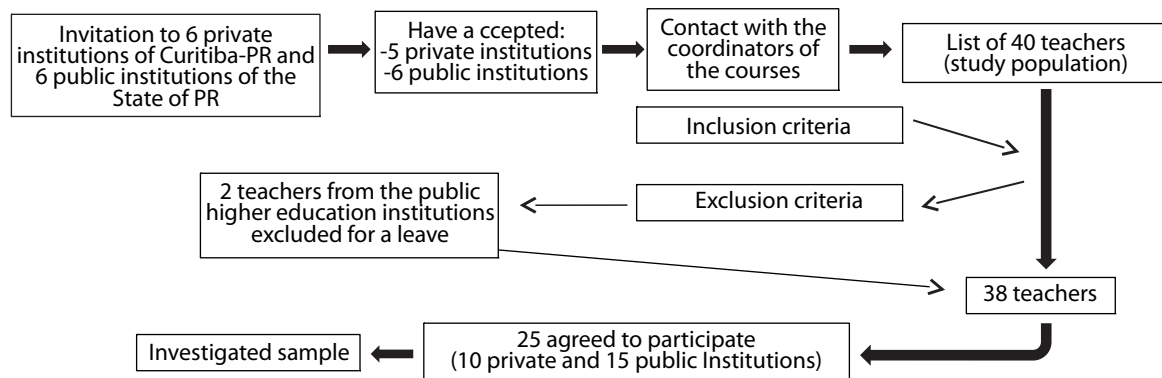 Invitation to 6 private
institutions of Curitiba-PR and
6 public institutions of the
State of PR
Have a ccepted:
-5 private institutions
-6 public institutions
Contact with the
coordinators of
the courses
List of 40 teachers
(study population)
Inclusion criteria
Exclusion criteria
2 teachers from the public
higher education institutions
excluded for a leave
38 teachers
25 agreed to participate
(10 private and 15 public Institutions)
Investigated sample